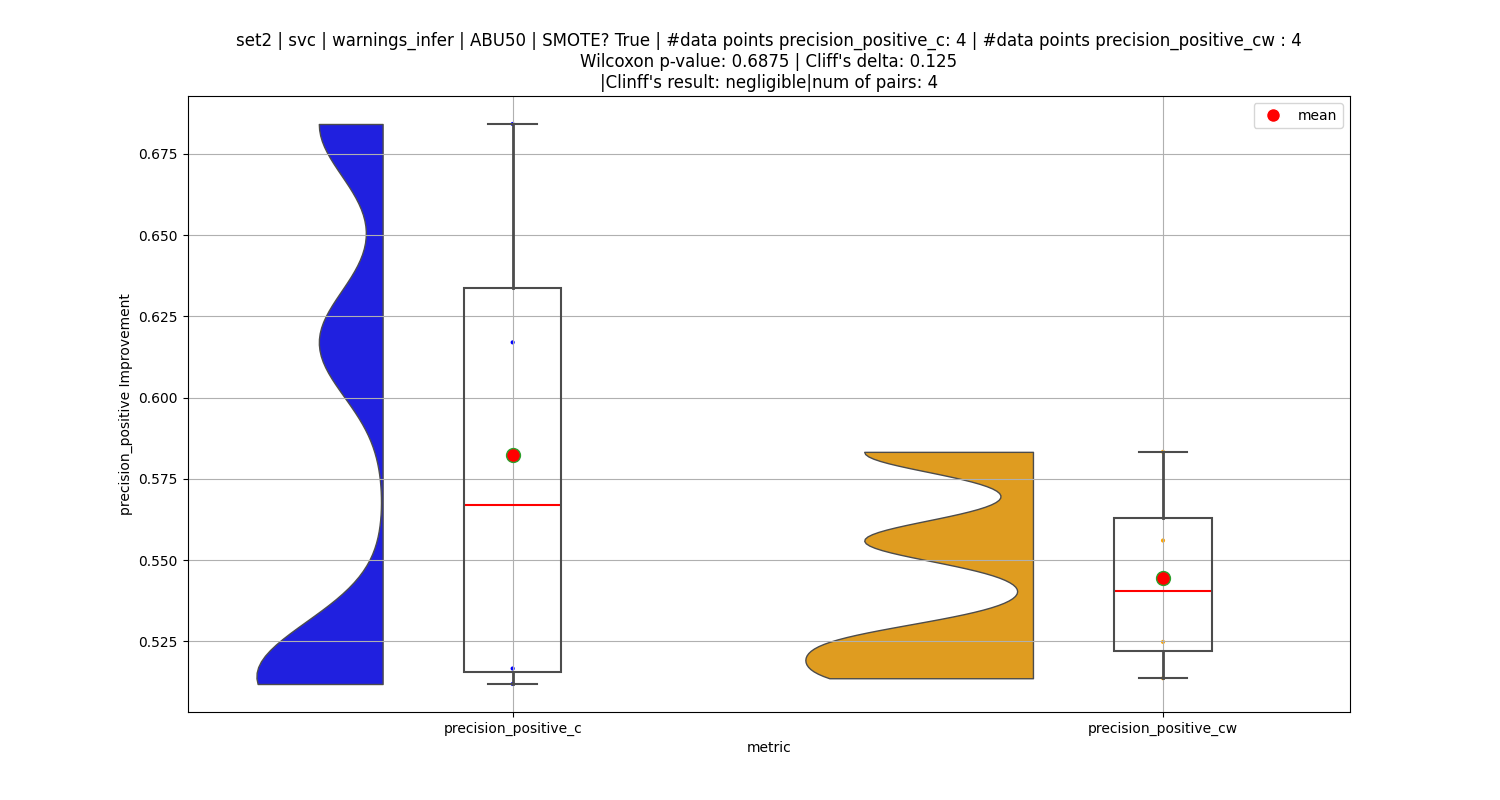 set2 | svc | warnings_infer | ABU50 | SMOTE? True | #data points precision_positive_c: 4 | #data points precision_positive_cw : 4
Wilcoxon p-value: 0.6875 | Cliff's delta: 0.125
|Clinff's result: negligible|num of pairs: 4
mean
0.675
0.650
0.625
0.600
0.575
0.550
0.525
precision_positive Improvement
precision_positive_c
precision_positive_cw
metric